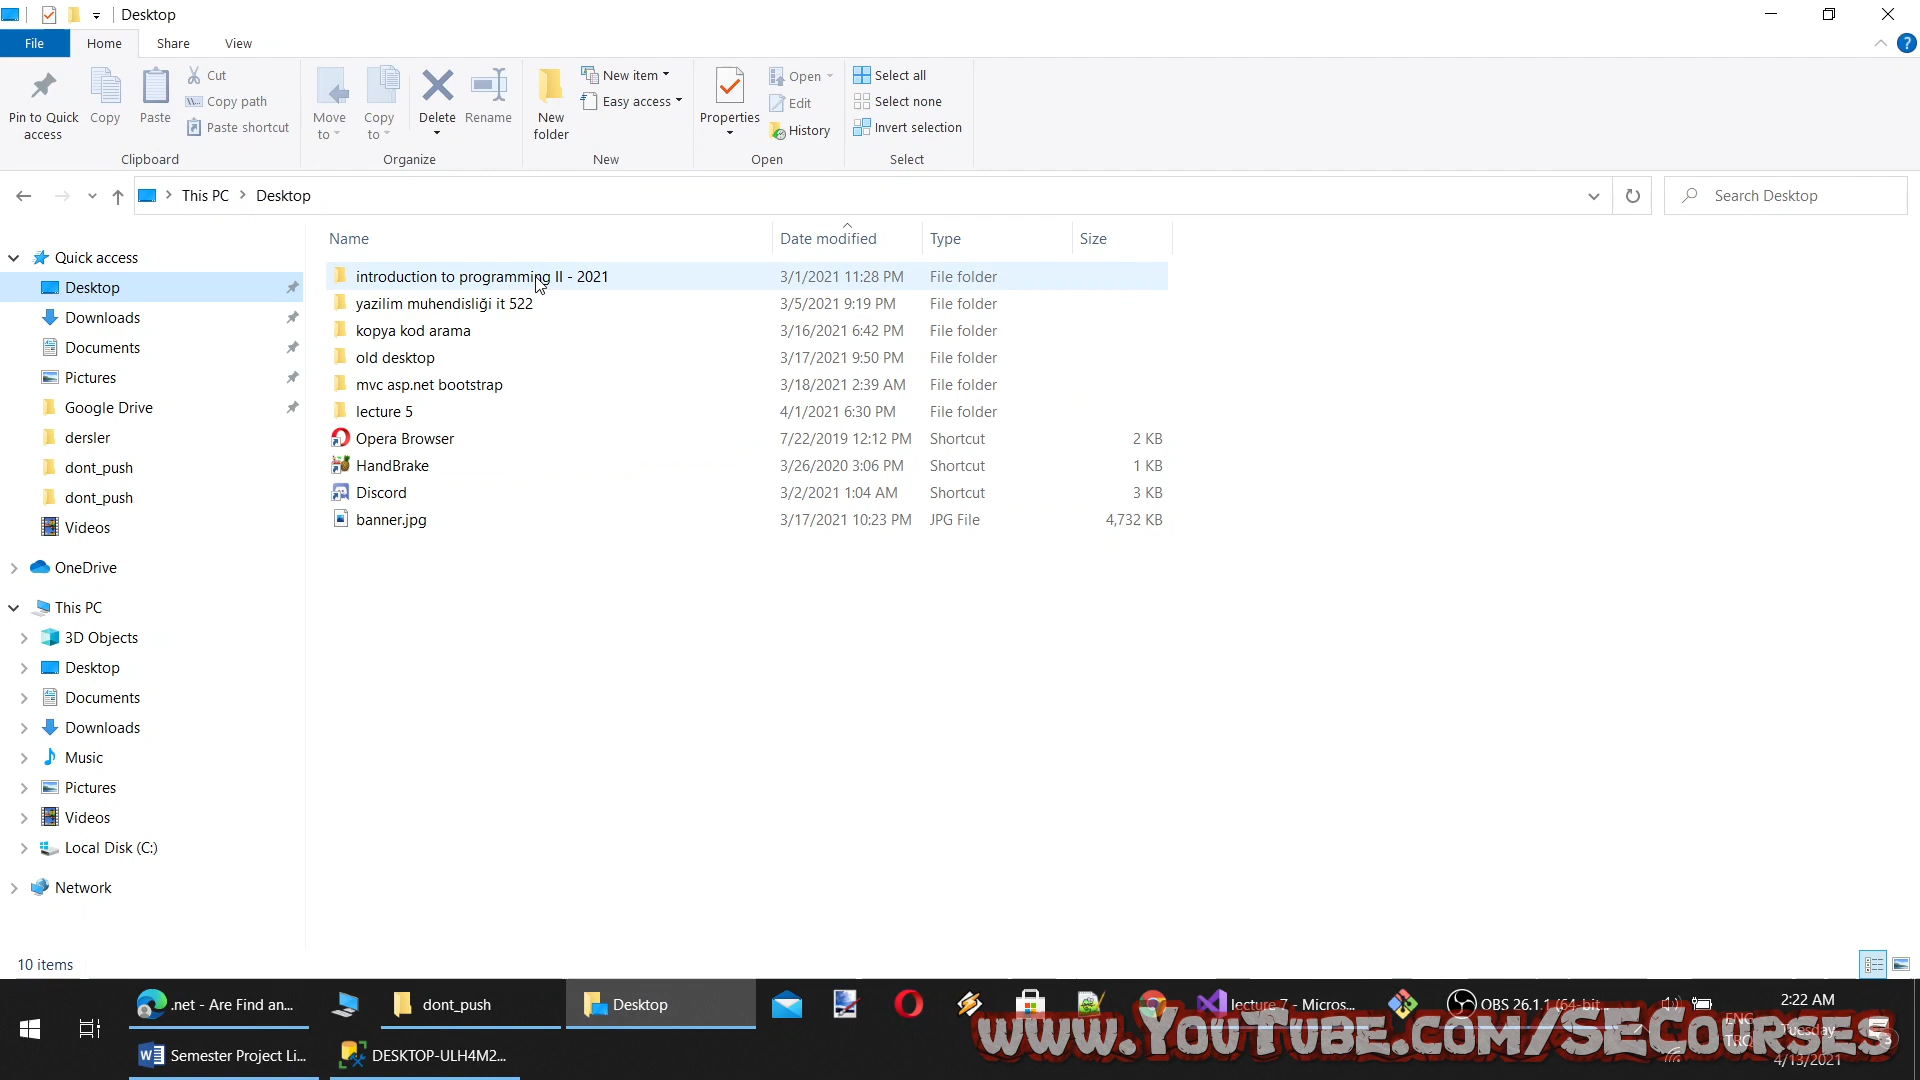 Desktop
File
Home
Share
View
Pin to Quick access
Copy
Paste
Cut
Copy path
Paste shortcut
Clipboard
Move to
Copy to
Delete
Rename
Organize
New folder
New item
Easy access
New
Properties
Open
Edit
History
Open
Select all
Select none
Invert selection
Select
This PC
Desktop
Search Desktop
Name
Date modified
Type
Size
Quick access
Desktop
Downloads
Documents
Pictures
Google Drive
dersler
dont_push
dont_push
Videos
OneDrive
This PC
3D Objects
Desktop
Documents
Downloads
Music
Pictures
Videos
Local Disk (C:)
Network
introduction to programming II - 2021 3/1/2021 11:28 PM File folder
yazilim muhendisliği it 522 3/5/2021 9:19 PM File folder
kopya kod arama 3/16/2021 6:42 PM File folder
old desktop 3/17/2021 9:50 PM File folder
mvc asp.net bootstrap 3/18/2021 2:39 AM File folder
lecture 5 4/1/2021 6:30 PM File folder
Opera Browser 7/22/2019 12:12 PM Shortcut 2 KB
HandBrake 3/26/2020 3:06 PM Shortcut 1 KB
Discord 3/2/2021 1:04 AM Shortcut 3 KB
banner.jpg 3/17/2021 10:23 PM JPG File 4,732 KB
10 items
.net - Are Find an...
dont_push
Desktop
lecture 7 - Micros...
OBS 26.1.1 (64-bit...
2:22 AM
ENG
Tuesday
TRQ
4/13/2021
Semester Project Li...
DESKTOP-ULH4M2...
www.YouTube.com/SECourses